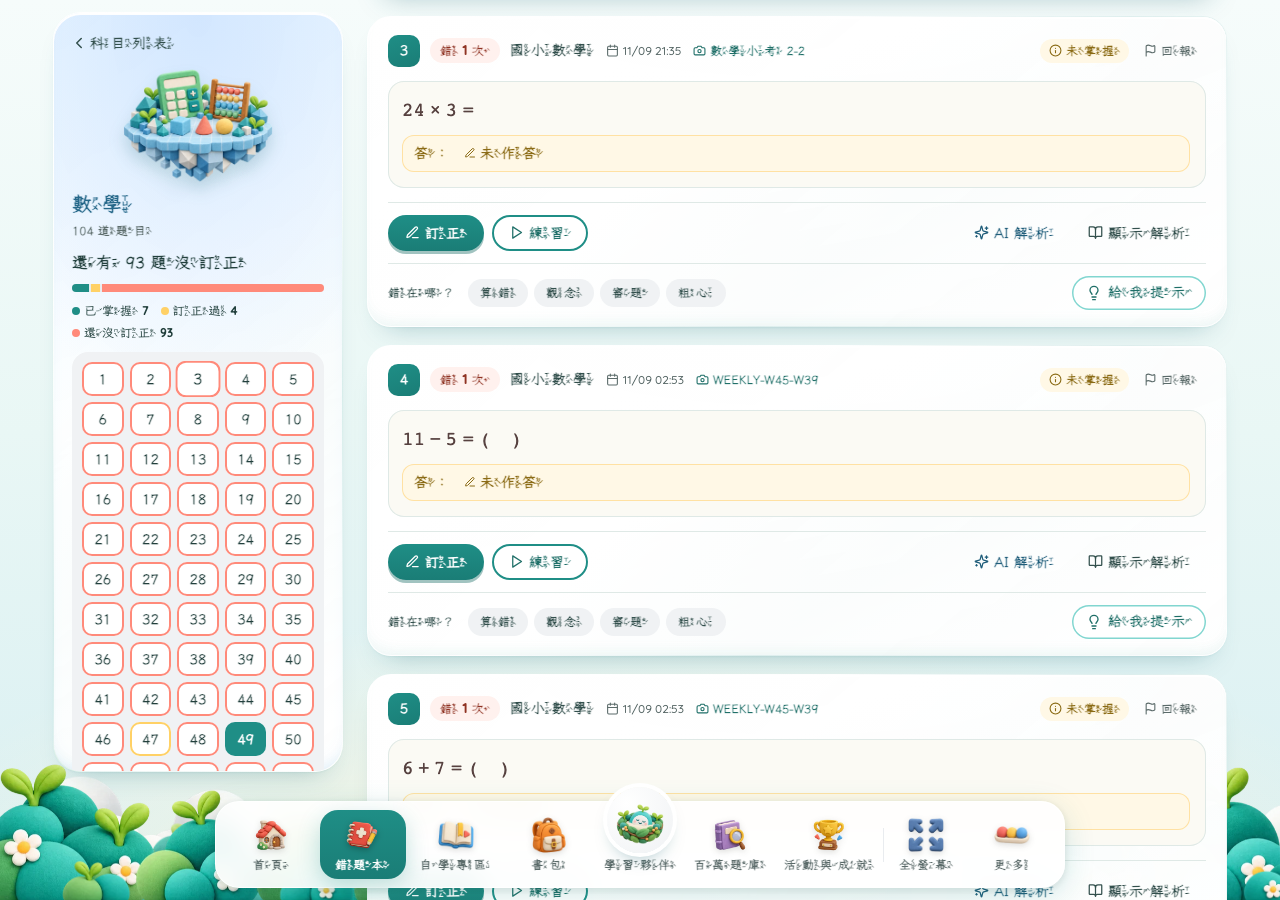 科目列表
數學
104 道題目
還有 93 題沒訂正
已掌握 7 訂正過 4
還沒訂正 93
1 2 3 4 5
6 7 8 9 10
11 12 13 14 15
16 17 18 19 20
21 22 23 24 25
26 27 28 29 30
31 32 33 34 35
36 37 38 39 40
41 42 43 44 45
46 47 48 49 50
3 錯 1 次 國小數學 11/09 21:35 數學小考 2-2 未掌握 回報
24 × 3 =
答： 未作答
訂正 練習 AI 解析 顯示解析
錯在哪？ 算錯 觀念 審題 粗心 給我提示
4 錯 1 次 國小數學 11/09 02:53 WEEKLY-W45-W39 未掌握 回報
11 − 5 = ( )
答： 未作答
訂正 練習 AI 解析 顯示解析
錯在哪？ 算錯 觀念 審題 粗心 給我提示
5 錯 1 次 國小數學 11/09 02:53 WEEKLY-W45-W39 未掌握 回報
6 + 7 = ( )
訂正 練習 AI 解析 顯示解析
首頁 錯題本 自學專區 書包 學習夥伴 百萬題庫 活動與成就 全螢幕 更多